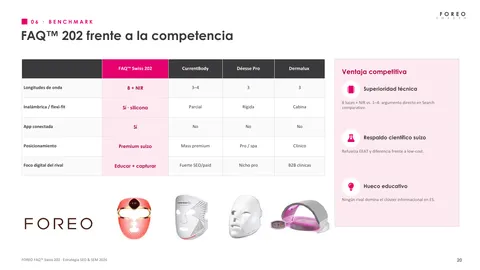 FOREO
SWEDEN
06 · BENCHMARK
FAQ™ 202 frente a la competencia
FAQ™ Swiss 202 CurrentBody Déesse Pro Dermalux
Longitudes de onda 8 + NIR 3–4 3 3
Inalámbrica / flexi-fit Sí · silicona Parcial Rígida Cabina
App conectada Sí No No No
Posicionamiento Premium suizo Mass premium Pro / spa Clínico
Foco digital del rival Educar + capturar Fuerte SEO/paid Nicho pro B2B clínicas
Ventaja competitiva
Superioridad técnica
8 luces + NIR vs. 3–4: argumento directo en Search comparativo.
Respaldo científico suizo
Refuerza EEAT y diferencia frente a low-cost.
Hueco educativo
Ningún rival domina el clúster informacional en ES.
FOREO
FOREO FAQ Swiss 202 · Estrategia SEO & SEM 2026
20